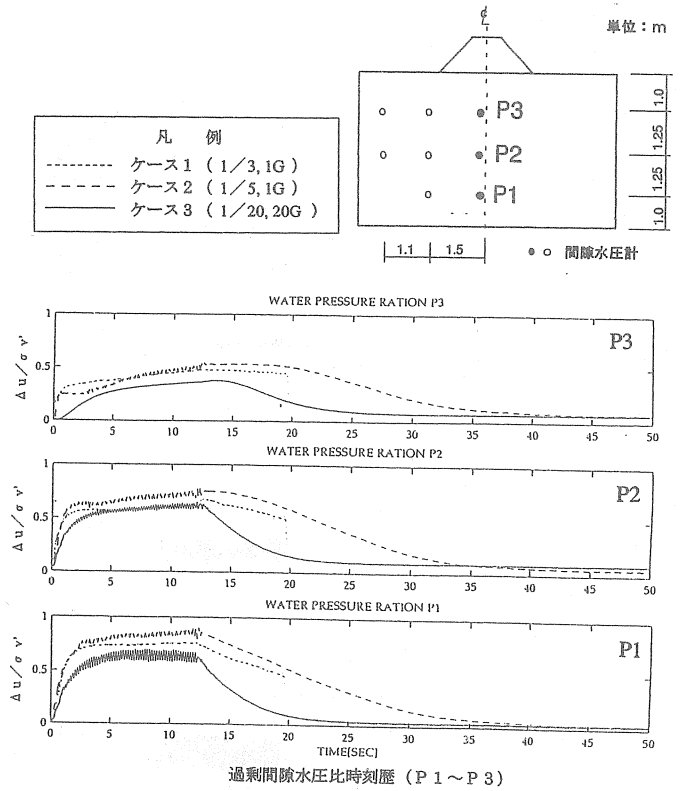 ℄
単位：m
凡 例
ケース1 ( 1／3, 1G )
ケース2 ( 1／5, 1G )
ケース3 ( 1／20, 20G )
P3
P2
P1
1.0
1.25
1.25
1.0
1.1
1.5
● ○ 間隙水圧計
WATER PRESSURE RATION P3
Δu／σv'
1
0.5
0
P3
0 5 10 15 20 25 30 35 40 45 50
WATER PRESSURE RATION P2
Δu／σv'
1
0.5
0
P2
0 5 10 15 20 25 30 35 40 45 50
WATER PRESSURE RATION P1
Δu／σv'
1
0.5
0
P1
0 5 10 15 20 25 30 35 40 45 50
TIME[SEC]
過剰間隙水圧比時刻歴（P1～P3）